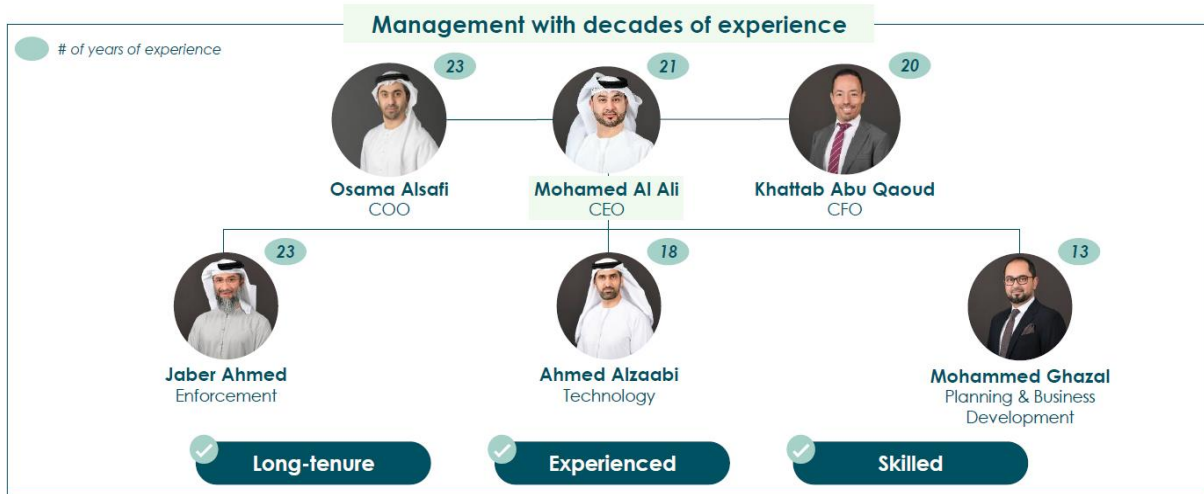 Management with decades of experience
# of years of experience
23
21
20
Osama Alsafi
COO
Mohamed Al Ali
CEO
Khattab Abu Qaoud
CFO
23
18
13
Jaber Ahmed
Enforcement
Ahmed Alzaabi
Technology
Mohammed Ghazal
Planning & Business
Development
Long-tenure
Experienced
Skilled